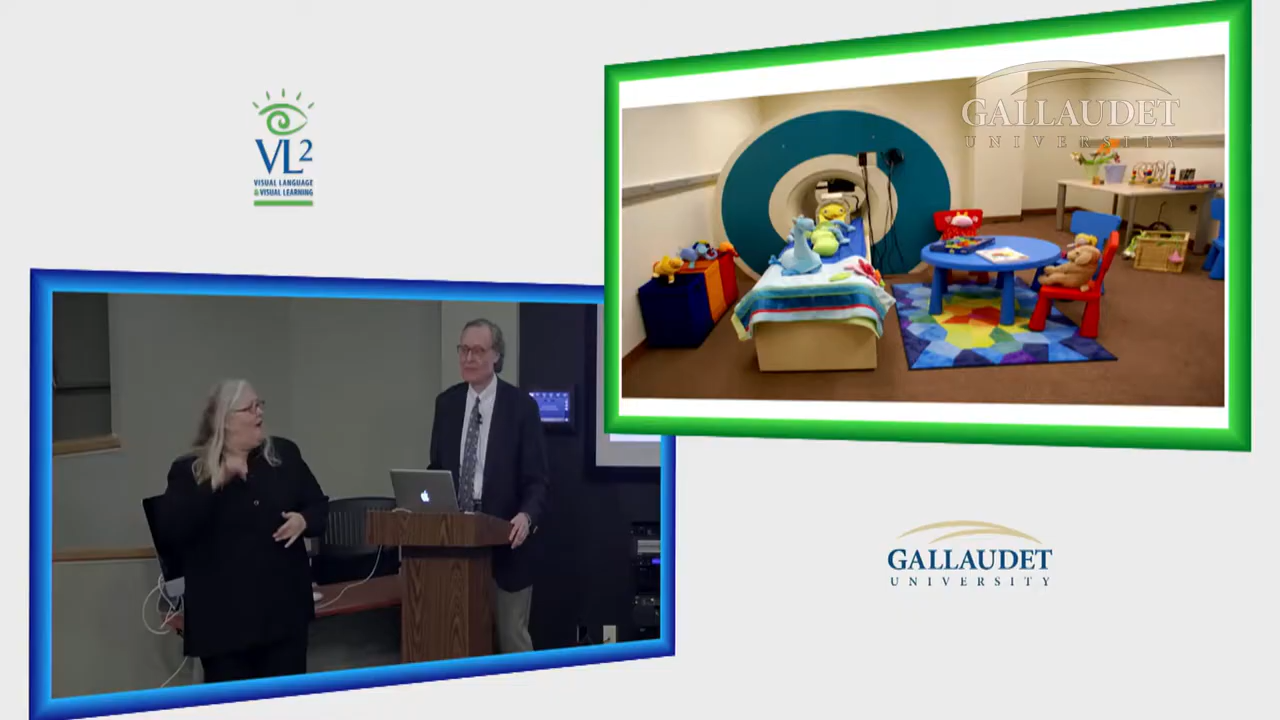 VL2
VISUAL LANGUAGE
& VISUAL LEARNING
GALLAUDET
UNIVERSITY
GALLAUDET
UNIVERSITY